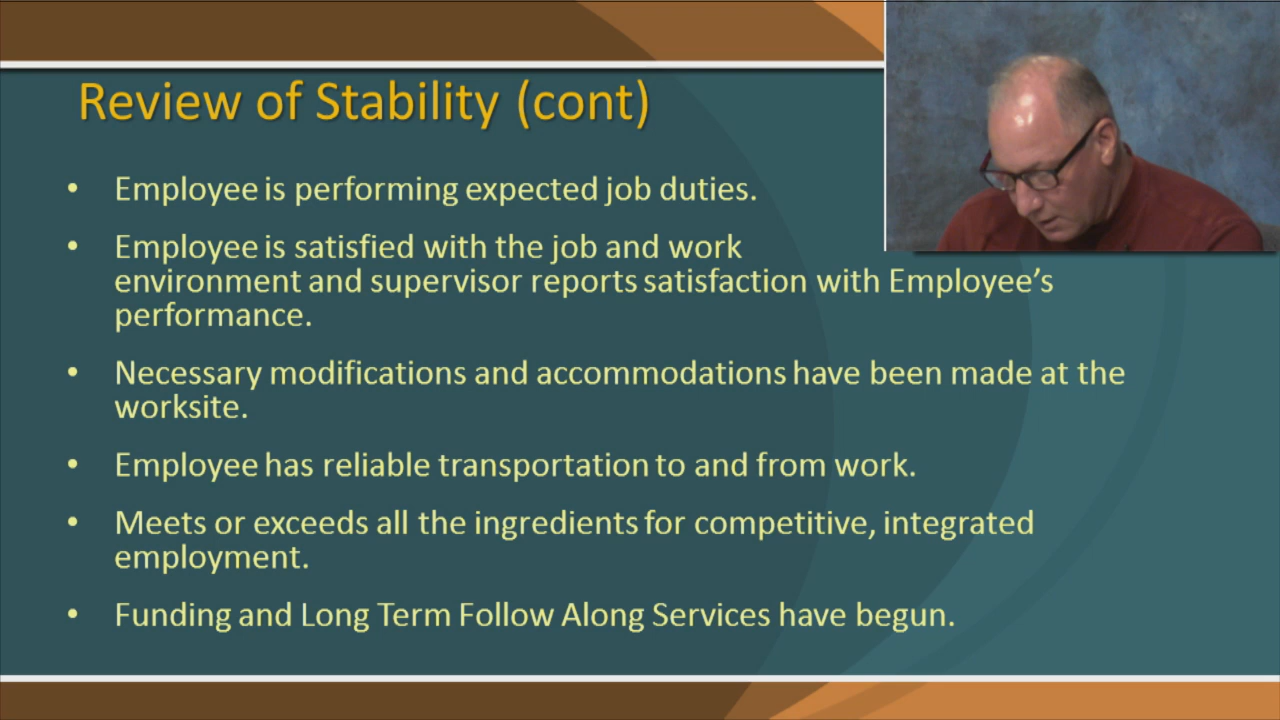 Review of Stability (cont)
• Employee is performing expected job duties.
• Employee is satisfied with the job and work
environment and supervisor reports satisfaction with Employee’s
performance.
• Necessary modifications and accommodations have been made at the
worksite.
• Employee has reliable transportation to and from work.
• Meets or exceeds all the ingredients for competitive, integrated
employment.
• Funding and Long Term Follow Along Services have begun.